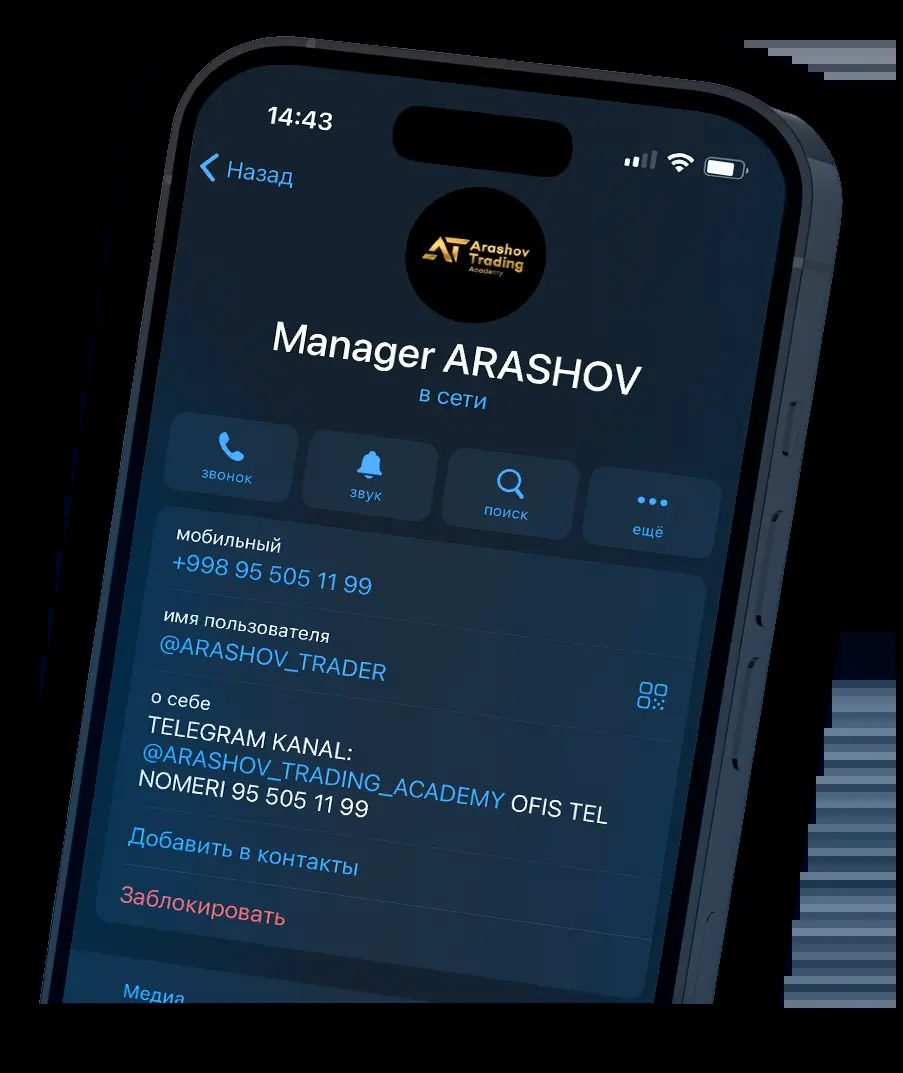 14:43
Назад
AT Arashov
Trading
Academy
Manager ARASHOV
в сети
звонок
звук
поиск
ещё
мобильный
+998 95 505 11 99
имя пользователя
@ARASHOV_TRADER
о себе
TELEGRAM KANAL:
@ARASHOV_TRADING_ACADEMY OFIS TEL
NOMERI 95 505 11 99
Добавить в контакты
Заблокировать
Медиа